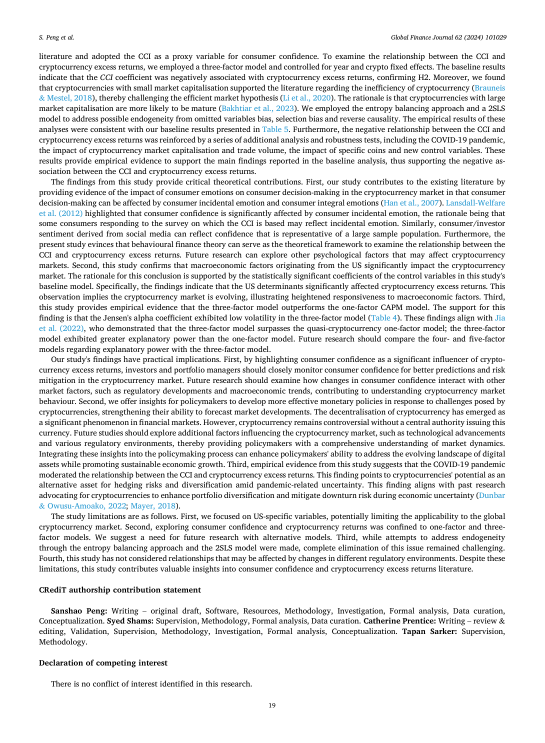 S. Peng et al.
Global Finance Journal 62 (2024) 101029
literature and adopted the CCI as a proxy variable for consumer confidence. To examine the relationship between the CCI and
cryptocurrency excess returns, we employed a three-factor model and controlled for year and crypto fixed effects. The baseline results
indicate that the CCI coefficient was negatively associated with cryptocurrency excess returns, confirming H2. Moreover, we found
that cryptocurrencies with small market capitalisation supported the literature regarding the inefficiency of cryptocurrency (Brauneis
& Mestel, 2018), thereby challenging the efficient market hypothesis (Li et al., 2020). The rationale is that cryptocurrencies with large
market capitalisation are more likely to be mature (Bakhtiar et al., 2023). We employed the entropy balancing approach and a 2SLS
model to address possible endogeneity from omitted variables bias, selection bias and reverse causality. The empirical results of these
analyses were consistent with our baseline results presented in Table 5. Furthermore, the negative relationship between the CCI and
cryptocurrency excess returns was reinforced by a series of additional analysis and robustness tests, including the COVID-19 pandemic,
the impact of cryptocurrency market capitalisation and trade volume, the impact of specific coins and new control variables. These
results provide empirical evidence to support the main findings reported in the baseline analysis, thus supporting the negative as-
sociation between the CCI and cryptocurrency excess returns.
The findings from this study provide critical theoretical contributions. First, our study contributes to the existing literature by
providing evidence of the impact of consumer emotions on consumer decision-making in the cryptocurrency market in that consumer
decision-making can be affected by consumer incidental emotion and consumer integral emotions (Han et al., 2007). Lansdall-Welfare
et al. (2012) highlighted that consumer confidence is significantly affected by consumer incidental emotion, the rationale being that
some consumers responding to the survey on which the CCI is based may reflect incidental emotion. Similarly, consumer/investor
sentiment derived from social media can reflect confidence that is representative of a large sample population. Furthermore, the
present study evinces that behavioural finance theory can serve as the theoretical framework to examine the relationship between the
CCI and cryptocurrency excess returns. Future research can explore other psychological factors that may affect cryptocurrency
markets. Second, this study confirms that macroeconomic factors originating from the US significantly impact the cryptocurrency
market. The rationale for this conclusion is supported by the statistically significant coefficients of the control variables in this study's
baseline model. Specifically, the findings indicate that the US determinants significantly affected cryptocurrency excess returns. This
observation implies the cryptocurrency market is evolving, illustrating heightened responsiveness to macroeconomic factors. Third,
this study provides empirical evidence that the three-factor model outperforms the one-factor CAPM model. The support for this
finding is that the Jensen's alpha coefficient exhibited low volatility in the three-factor model (Table 4). These findings align with Jia
et al. (2022), who demonstrated that the three-factor model surpasses the quasi-cryptocurrency one-factor model; the three-factor
model exhibited greater explanatory power than the one-factor model. Future research should compare the four- and five-factor
models regarding explanatory power with the three-factor model.
Our study's findings have practical implications. First, by highlighting consumer confidence as a significant influencer of crypto-
currency excess returns, investors and portfolio managers should closely monitor consumer confidence for better predictions and risk
mitigation in the cryptocurrency market. Future research should examine how changes in consumer confidence interact with other
market factors, such as regulatory developments and macroeconomic trends, contributing to understanding cryptocurrency market
behaviour. Second, we offer insights for policymakers to develop more effective monetary policies in response to challenges posed by
cryptocurrencies, strengthening their ability to forecast market developments. The decentralisation of cryptocurrency has emerged as
a significant phenomenon in financial markets. However, cryptocurrency remains controversial without a central authority issuing this
currency. Future studies should explore additional factors influencing the cryptocurrency market, such as technological advancements
and various regulatory environments, thereby providing policymakers with a comprehensive understanding of market dynamics.
Integrating these insights into the policymaking process can enhance policymakers' ability to address the evolving landscape of digital
assets while promoting sustainable economic growth. Third, empirical evidence from this study suggests that the COVID-19 pandemic
moderated the relationship between the CCI and cryptocurrency excess returns. This finding points to cryptocurrencies' potential as an
alternative asset for hedging risks and diversification amid pandemic-related uncertainty. This finding aligns with past research
advocating for cryptocurrencies to enhance portfolio diversification and mitigate downturn risk during economic uncertainty (Dunbar
& Owusu-Amoako, 2022; Mayer, 2018).
The study limitations are as follows. First, we focused on US-specific variables, potentially limiting the applicability to the global
cryptocurrency market. Second, exploring consumer confidence and cryptocurrency returns was confined to one-factor and three-
factor models. We suggest a need for future research with alternative models. Third, while attempts to address endogeneity
through the entropy balancing approach and the 2SLS model were made, complete elimination of this issue remained challenging.
Fourth, this study has not considered relationships that may be affected by changes in different regulatory environments. Despite these
limitations, this study contributes valuable insights into consumer confidence and cryptocurrency excess returns literature.
CRediT authorship contribution statement
Sanshao Peng: Writing – original draft, Software, Resources, Methodology, Investigation, Formal analysis, Data curation,
Conceptualization. Syed Shams: Supervision, Methodology, Formal analysis, Data curation. Catherine Prentice: Writing – review &
editing, Validation, Supervision, Methodology, Investigation, Formal analysis, Conceptualization. Tapan Sarker: Supervision,
Methodology.
Declaration of competing interest
There is no conflict of interest identified in this research.
19